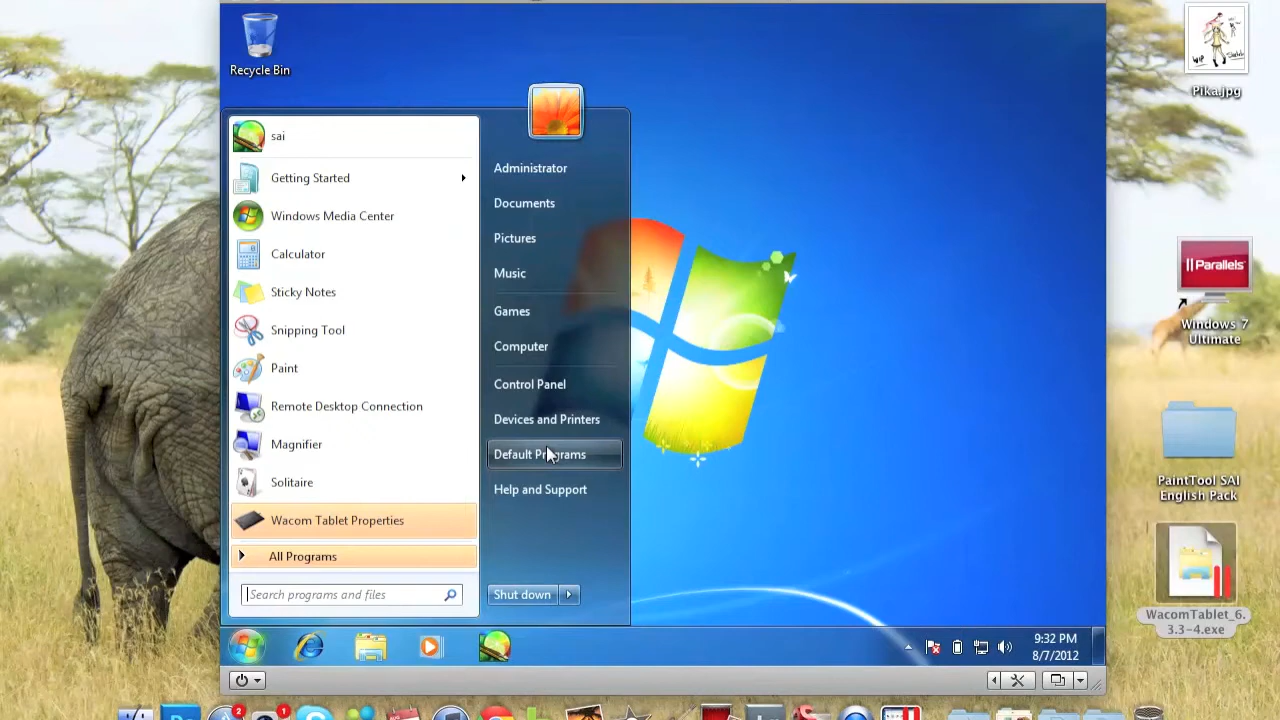 Recycle Bin
sai
Getting Started
Windows Media Center
Calculator
Sticky Notes
Snipping Tool
Paint
Remote Desktop Connection
Magnifier
Solitaire
Wacom Tablet Properties
All Programs
Search programs and files
Administrator
Documents
Pictures
Music
Games
Computer
Control Panel
Devices and Printers
Default Programs
Help and Support
Shut down
9:32 PM
8/7/2012
WIP
Pika.jpg
Parallels
Windows 7
Ultimate
PaintTool SAI
English Pack
WacomTablet_6.
3.3-4.exe
2
1